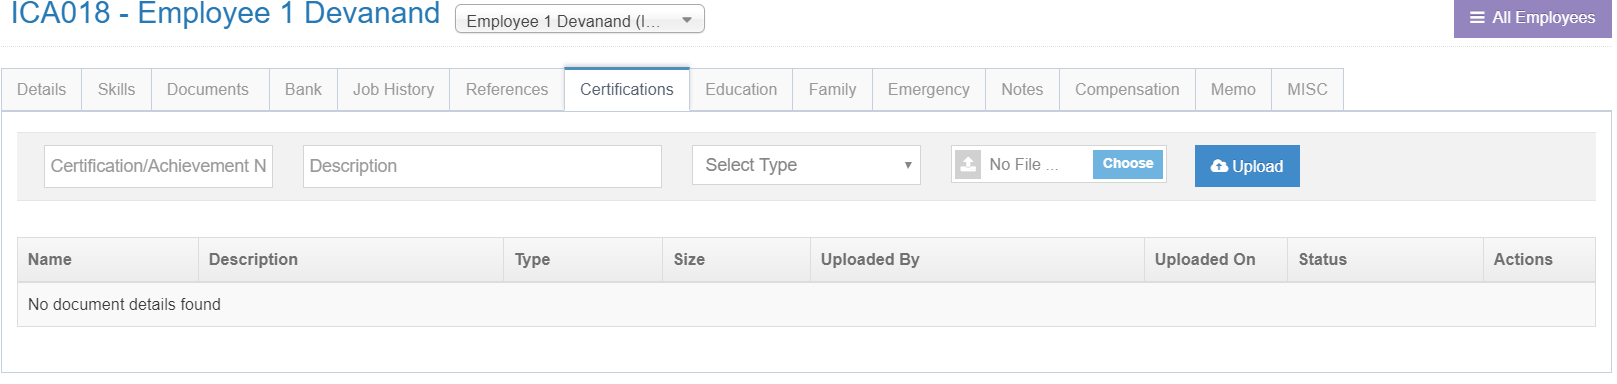 ICA018 - Employee 1 Devanand
Employee 1 Devanand (I...
All Employees
Details Skills Documents Bank Job History References Certifications Education Family Emergency Notes Compensation Memo MISC
Certification/Achievement N Description Select Type No File ... Choose Upload
Name Description Type Size Uploaded By Uploaded On Status Actions
No document details found